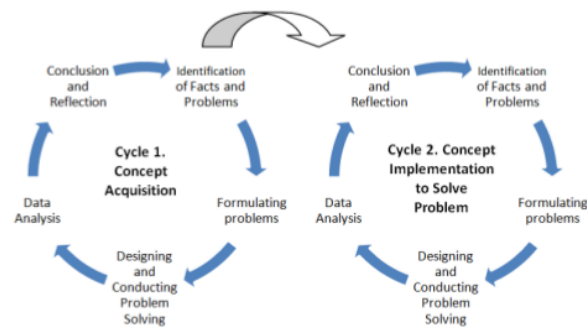 Conclusion
and
Reflection
Identification
of Facts and
Problems
Cycle 1.
Concept
Acquisition
Data
Analysis
Formulating
problems
Designing
and
Conducting
Problem
Solving
Conclusion
and
Reflection
Identification
of Facts and
Problems
Cycle 2. Concept
Implementation
to Solve
Problem
Data
Analysis
Formulating
problems
Designing
and
Conducting
Problem
Solving